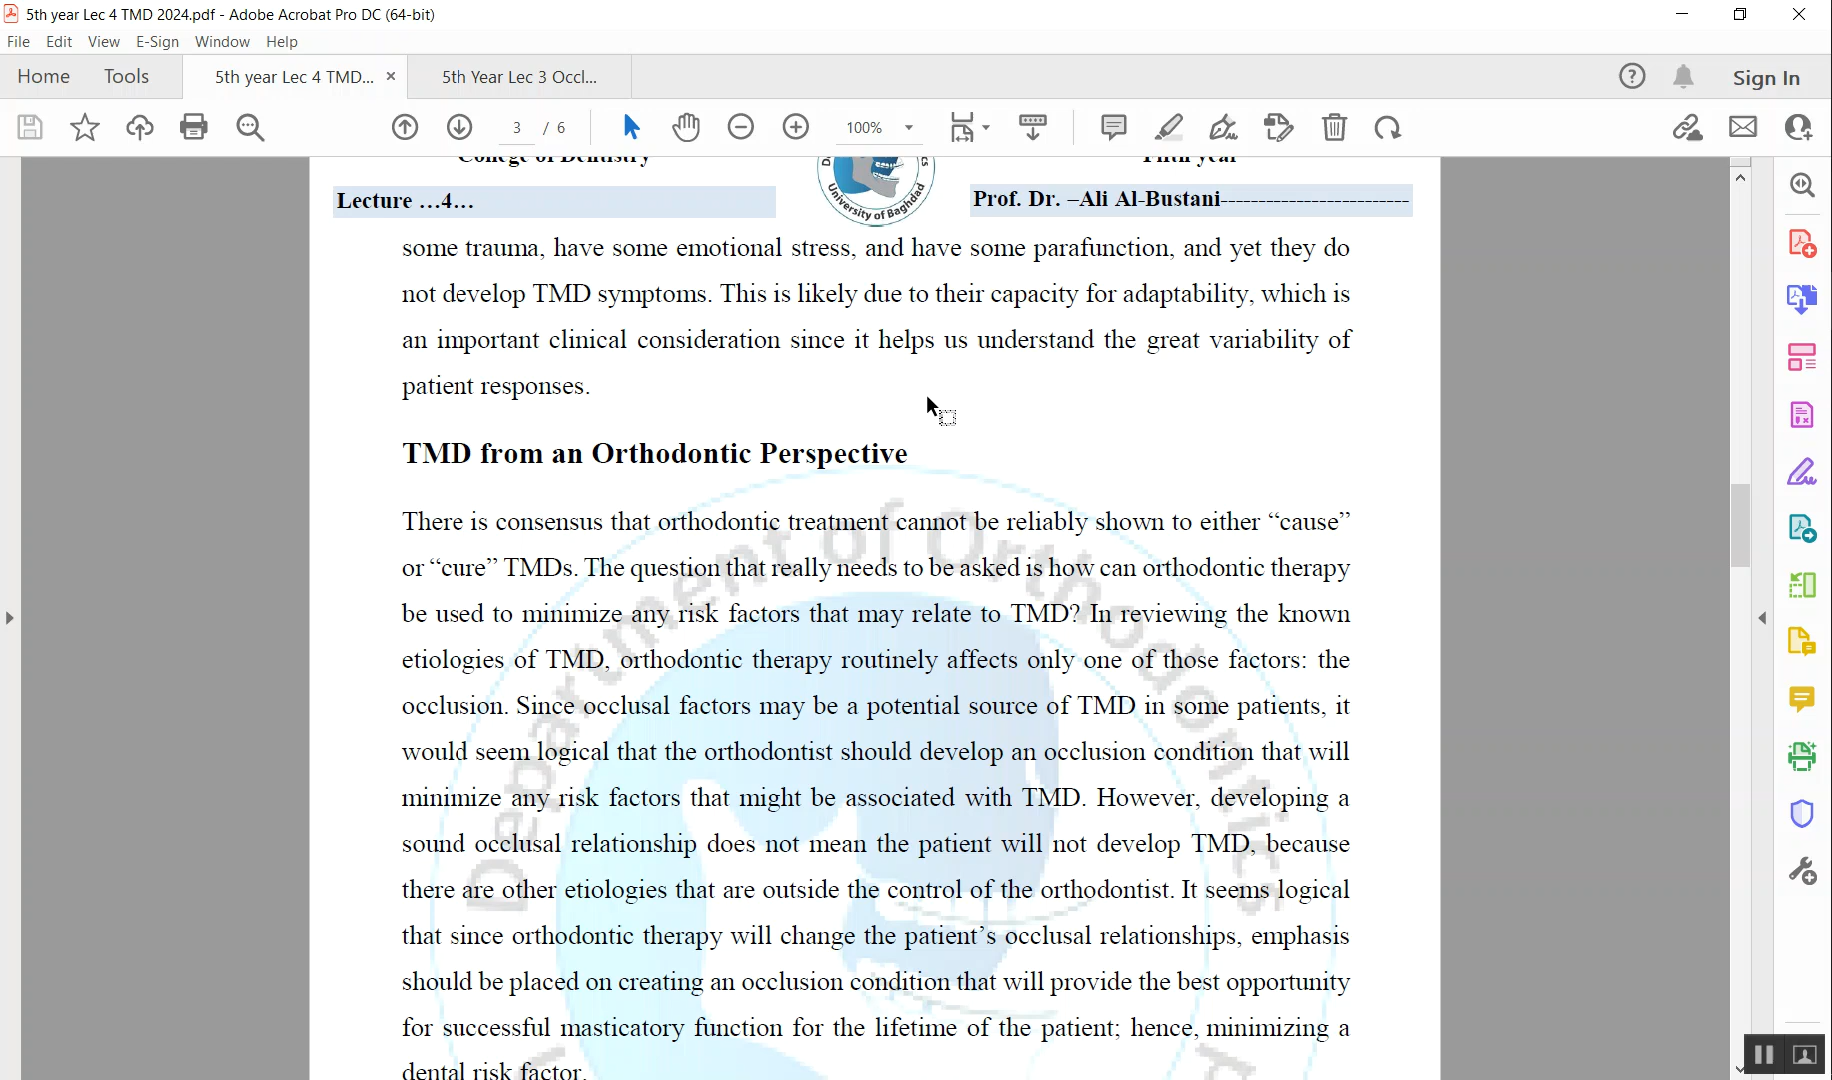 5th year Lec 4 TMD 2024.pdf - Adobe Acrobat Pro DC (64-bit)
File Edit View E-Sign Window Help
Home Tools 5th year Lec 4 TMD... × 5th Year Lec 3 Occl... Sign In
3 / 6 100%
College of Dentistry Fifth year
Lecture …4… Prof. Dr. –Ali Al-Bustani------------------------
University of Baghdad
some trauma, have some emotional stress, and have some parafunction, and yet they do
not develop TMD symptoms. This is likely due to their capacity for adaptability, which is
an important clinical consideration since it helps us understand the great variability of
patient responses.
TMD from an Orthodontic Perspective
There is consensus that orthodontic treatment cannot be reliably shown to either “cause”
or “cure” TMDs. The question that really needs to be asked is how can orthodontic therapy
be used to minimize any risk factors that may relate to TMD? In reviewing the known
etiologies of TMD, orthodontic therapy routinely affects only one of those factors: the
occlusion. Since occlusal factors may be a potential source of TMD in some patients, it
would seem logical that the orthodontist should develop an occlusion condition that will
minimize any risk factors that might be associated with TMD. However, developing a
sound occlusal relationship does not mean the patient will not develop TMD, because
there are other etiologies that are outside the control of the orthodontist. It seems logical
that since orthodontic therapy will change the patient’s occlusal relationships, emphasis
should be placed on creating an occlusion condition that will provide the best opportunity
for successful masticatory function for the lifetime of the patient; hence, minimizing a
dental risk factor.
Department of Orthodontics